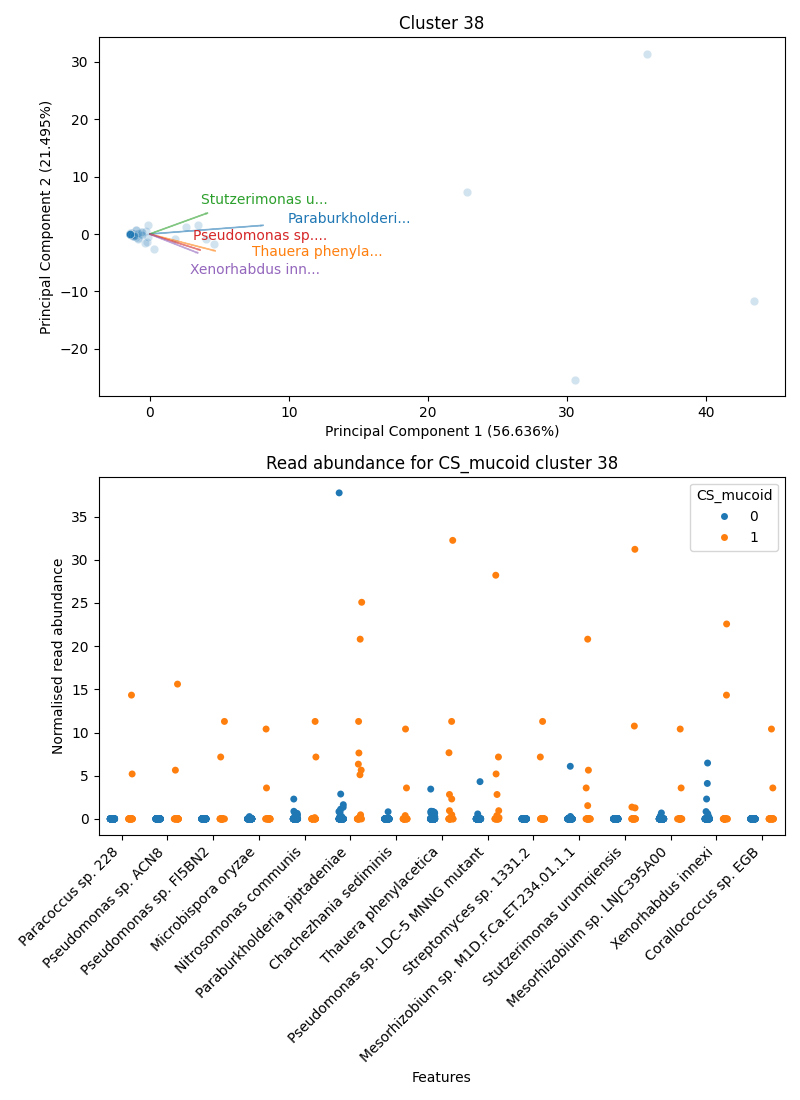 Cluster 38
30
20
10
0
−10
−20
Principal Component 2 (21.495%)
Stutzerimonas u...
Paraburkholderi...
Pseudomonas sp....
Thauera phenyla...
Xenorhabdus inn...
0 10 20 30 40
Principal Component 1 (56.636%)
Read abundance for CS_mucoid cluster 38
35
30
25
20
15
10
5
0
Normalised read abundance
CS_mucoid
0
1
Paracoccus sp. 228
Pseudomonas sp. ACN8
Pseudomonas sp. FI5BN2
Microbispora oryzae
Nitrosomonas communis
Paraburkholderia piptadeniae
Chachezhania sediminis
Thauera phenylacetica
Pseudomonas sp. LDC-5 MNNG mutant
Streptomyces sp. 1331.2
Mesorhizobium sp. M1D.F.Ca.ET.234.01.1.1
Stutzerimonas urumqiensis
Mesorhizobium sp. LNJC395A00
Xenorhabdus innexi
Corallococcus sp. EGB
Features